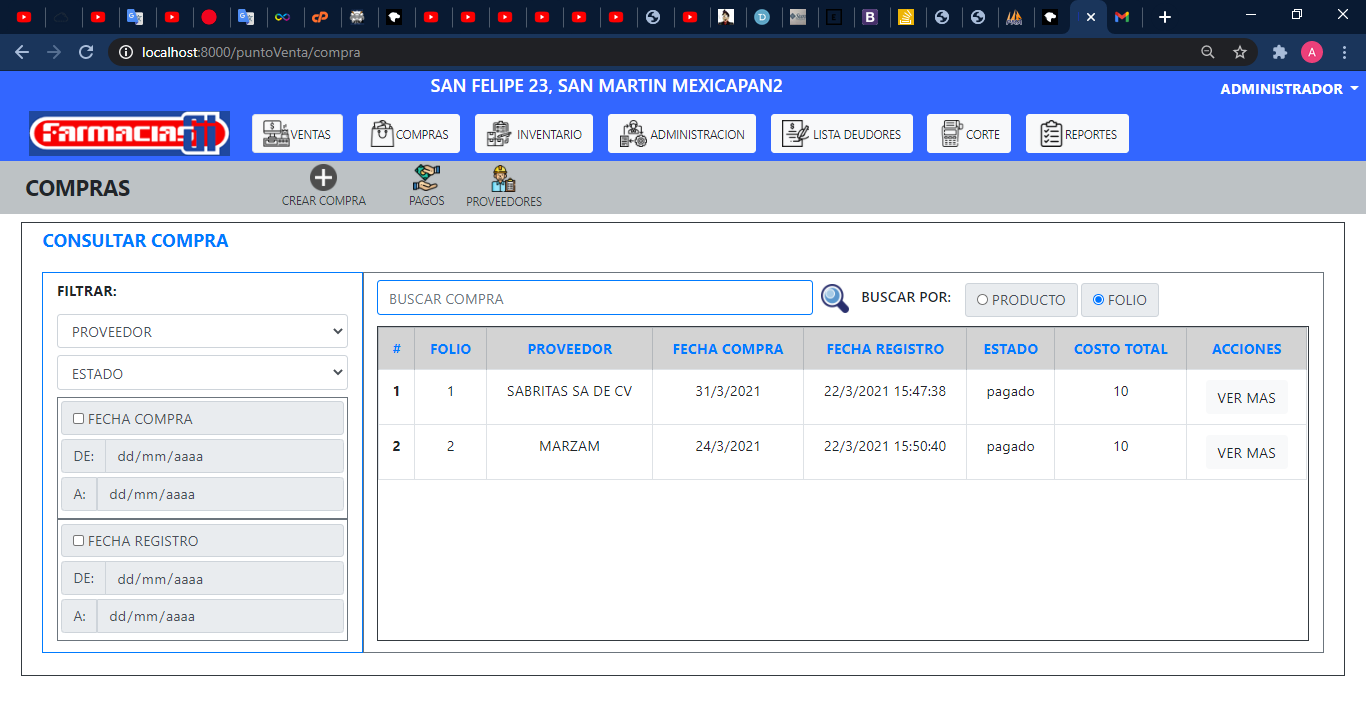 localhost:8000/puntoVenta/compra
A
SAN FELIPE 23, SAN MARTIN MEXICAPAN2
ADMINISTRADOR
Farmacias GI
VENTAS
COMPRAS
INVENTARIO
ADMINISTRACION
LISTA DEUDORES
CORTE
REPORTES
COMPRAS
CREAR COMPRA
PAGOS
PROVEEDORES
CONSULTAR COMPRA
FILTRAR:
PROVEEDOR
ESTADO
FECHA COMPRA
DE: dd/mm/aaaa
A: dd/mm/aaaa
FECHA REGISTRO
DE: dd/mm/aaaa
A: dd/mm/aaaa
BUSCAR COMPRA
BUSCAR POR: PRODUCTO FOLIO
# FOLIO PROVEEDOR FECHA COMPRA FECHA REGISTRO ESTADO COSTO TOTAL ACCIONES
1 1 SABRITAS SA DE CV 31/3/2021 22/3/2021 15:47:38 pagado 10 VER MAS
2 2 MARZAM 24/3/2021 22/3/2021 15:50:40 pagado 10 VER MAS